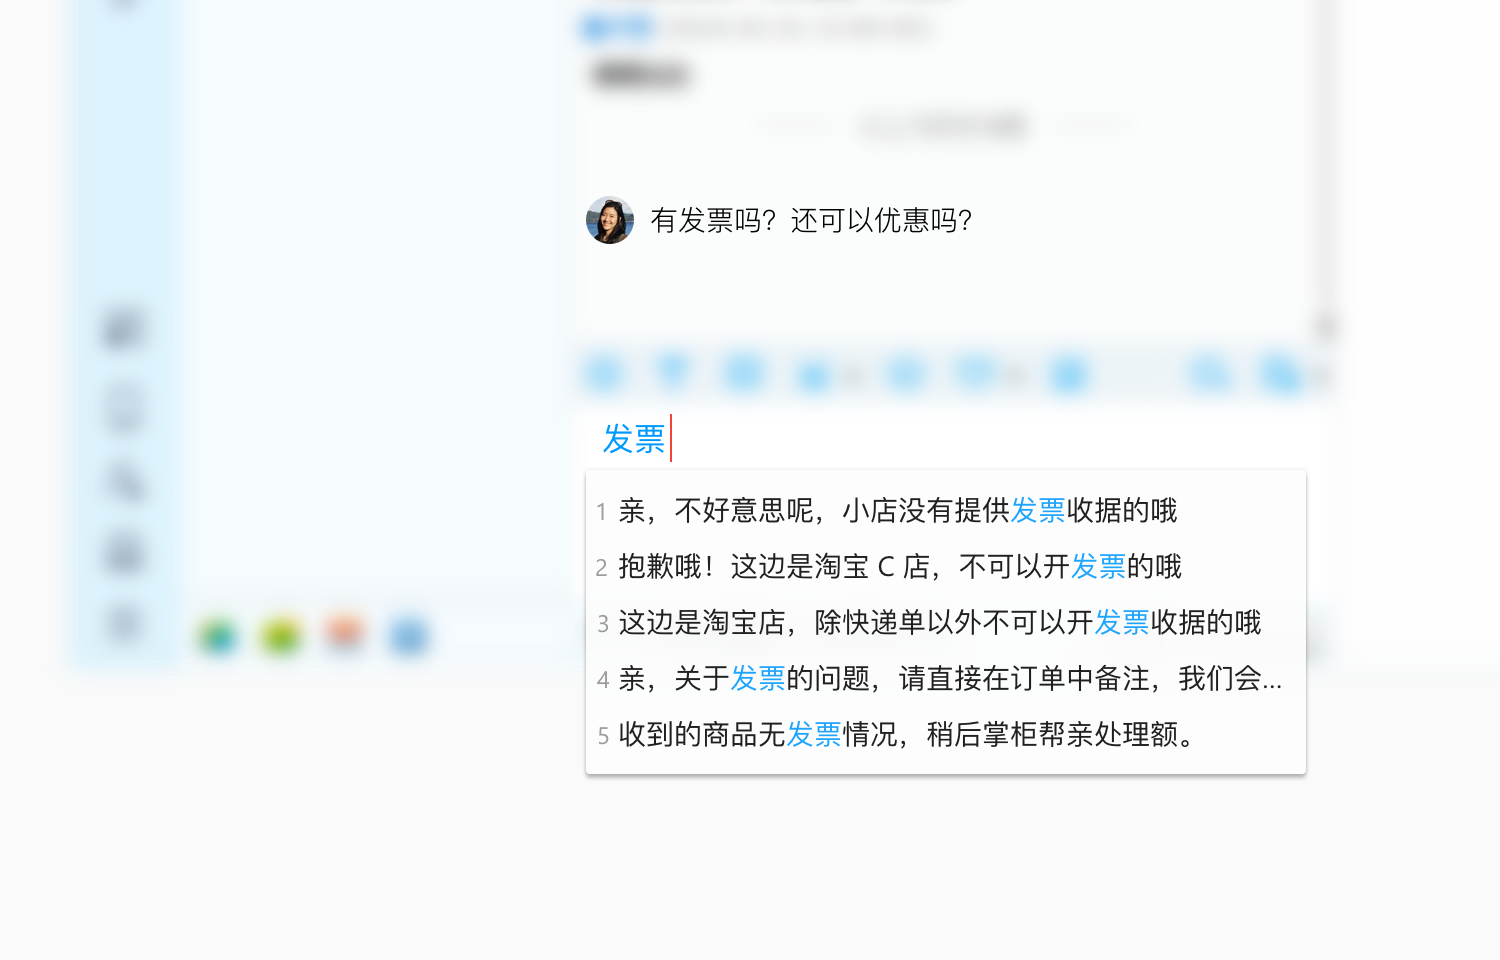 有发票吗？还可以优惠吗？
发票
1 亲，不好意思呢，小店没有提供发票收据的哦
2 抱歉哦！这边是淘宝 C 店，不可以开发票的哦
3 这边是淘宝店，除快递单以外不可以开发票收据的哦
4 亲，关于发票的问题，请直接在订单中备注，我们会...
5 收到的商品无发票情况，稍后掌柜帮亲处理额。